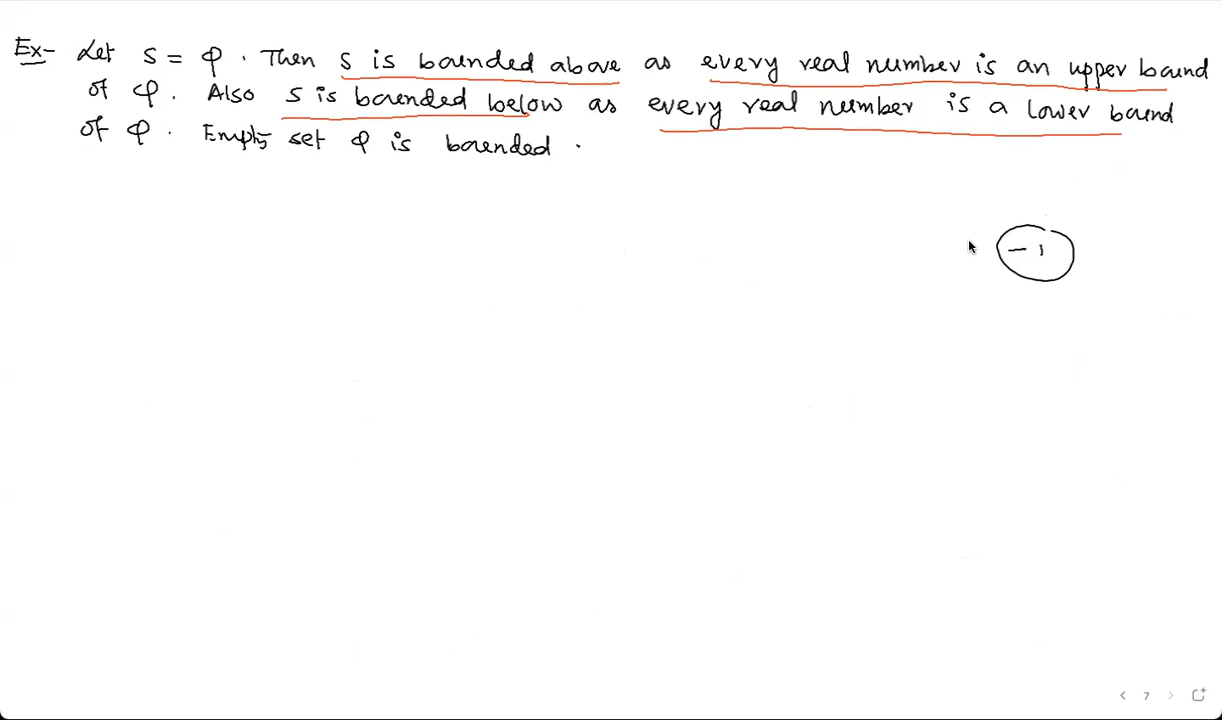 Ex- Let S = φ. Then S is bounded above as every real number is an upper bound
of φ. Also S is bounded below as every real number is a lower bound
of φ. Empty set φ is bounded.
-1
7